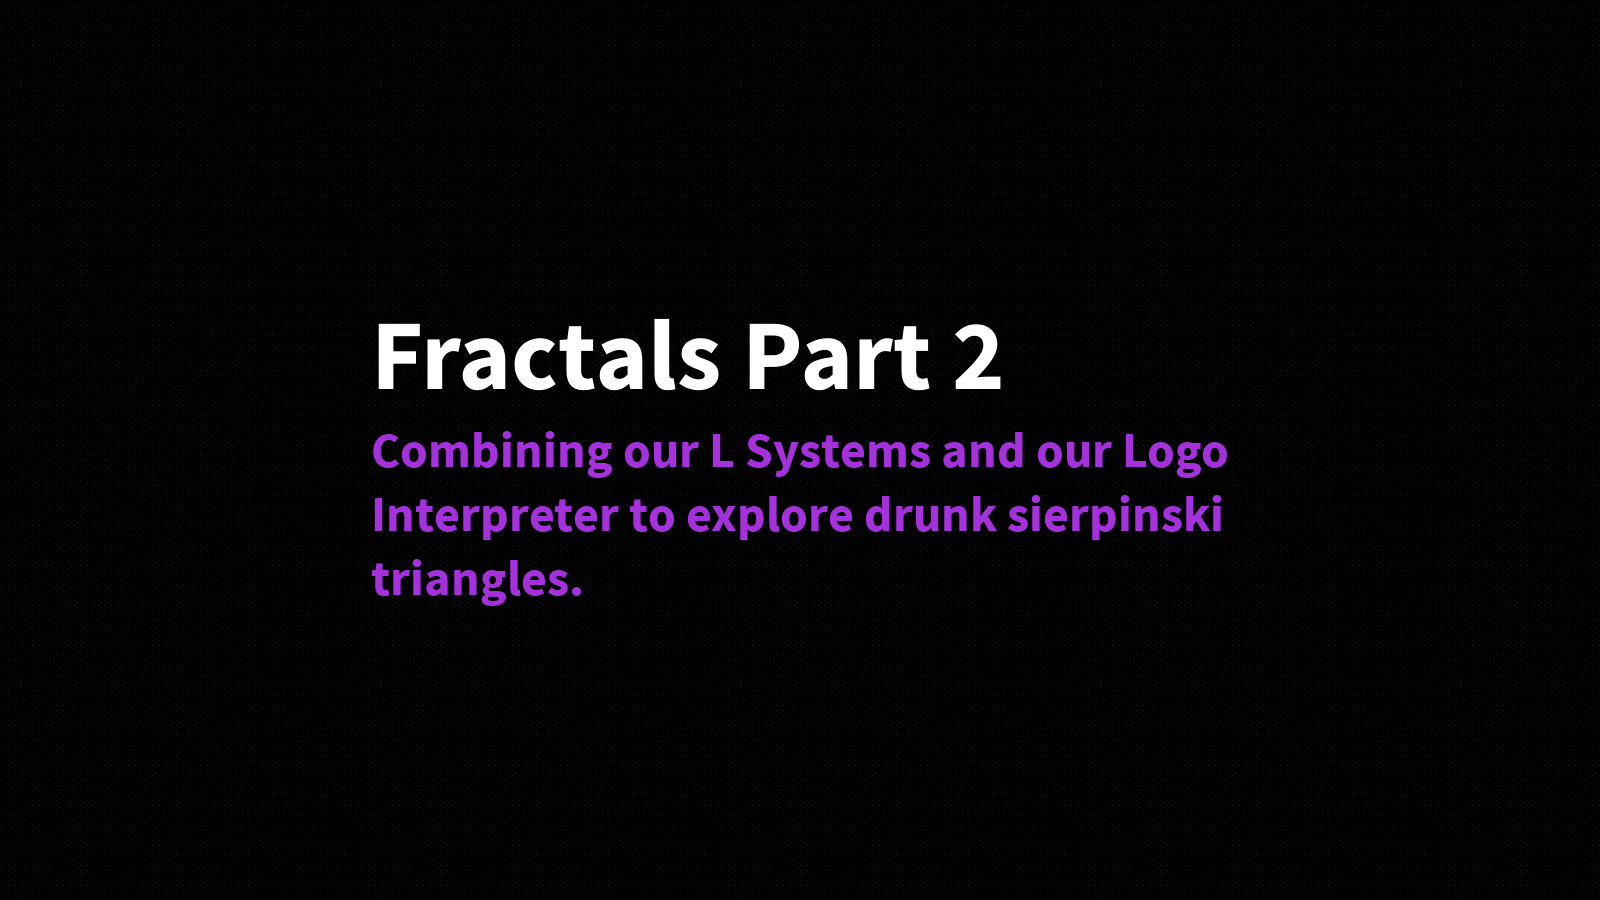 Fractals Part 2
Combining our L Systems and our Logo
Interpreter to explore drunk sierpinski
triangles.